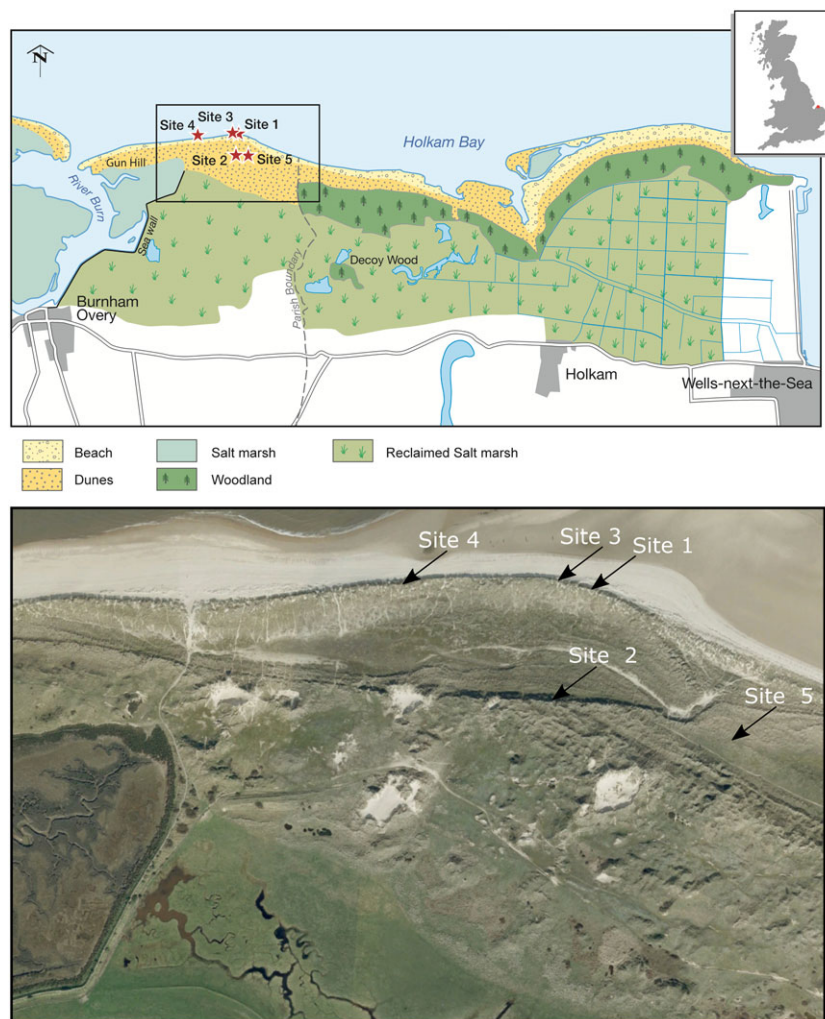 N
Site 3
Site 4
Site 1
Holkam Bay
Gun Hill
Site 2
Site 5
River Burn
Sea wall
Decoy Wood
Parish Boundary
Burnham
Overy
Holkam
Wells-next-the-Sea
Beach
Salt marsh
Reclaimed Salt marsh
Dunes
Woodland
Site 4
Site 3
Site 1
Site 2
Site 5